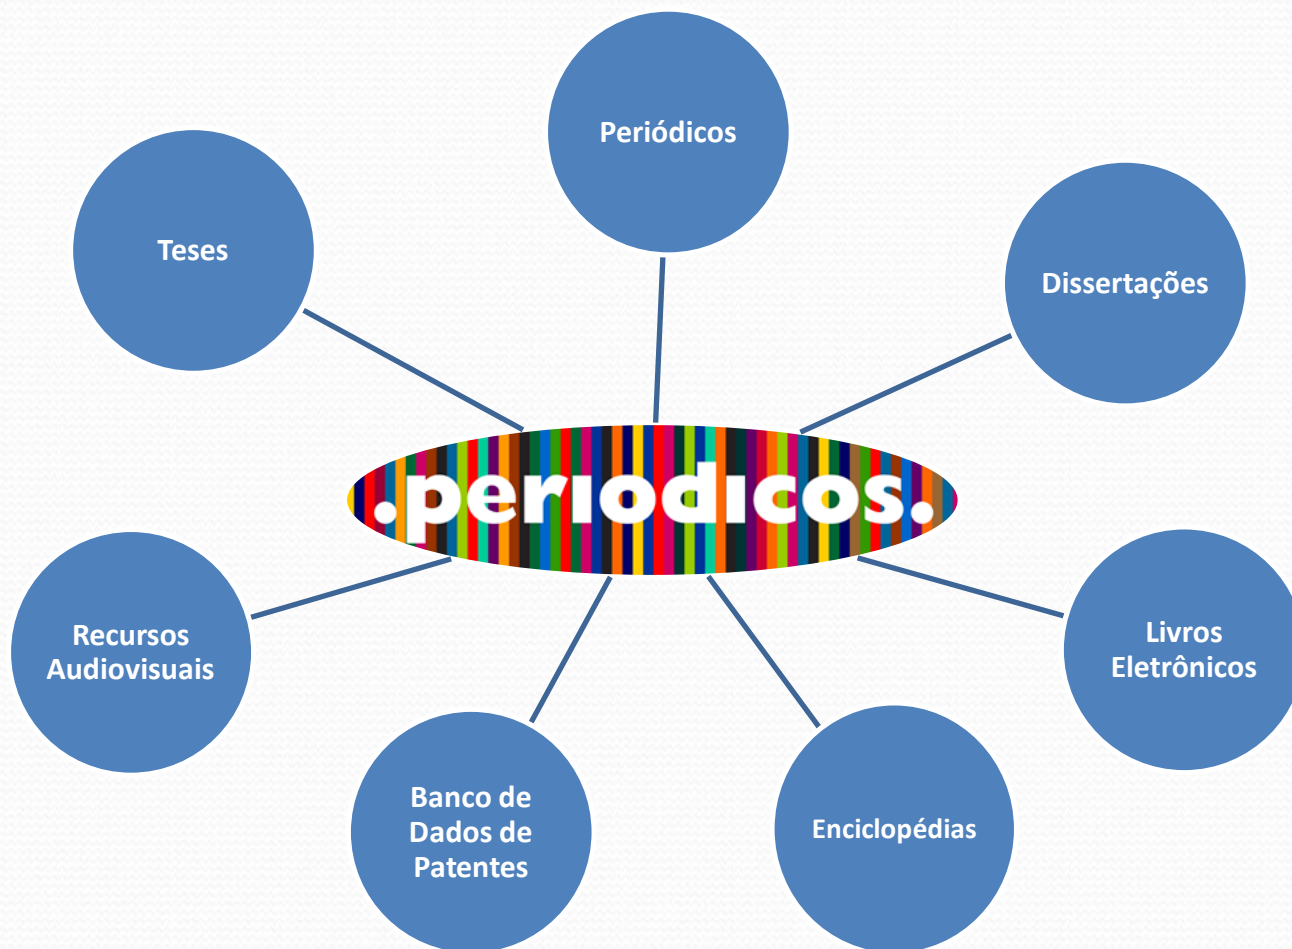 Periódicos
Teses
Dissertações
.periodicos.
Recursos
Audiovisuais
Livros
Eletrônicos
Banco de
Dados de
Patentes
Enciclopédias